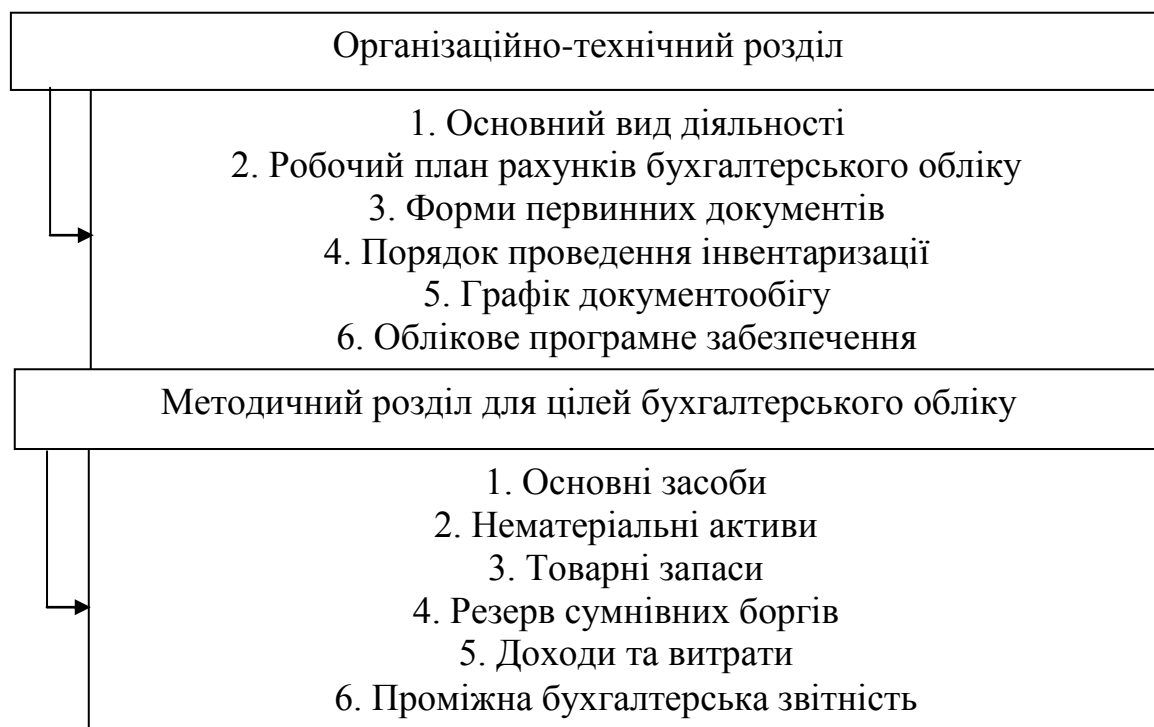 Організаційно-технічний розділ
1. Основний вид діяльності
2. Робочий план рахунків бухгалтерського обліку
3. Форми первинних документів
4. Порядок проведення інвентаризації
5. Графік документообігу
6. Облікове програмне забезпечення
Методичний розділ для цілей бухгалтерського обліку
1. Основні засоби
2. Нематеріальні активи
3. Товарні запаси
4. Резерв сумнівних боргів
5. Доходи та витрати
6. Проміжна бухгалтерська звітність